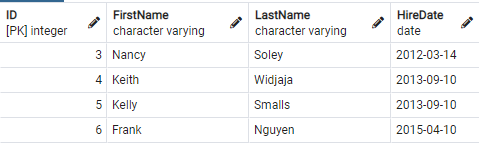 ID FirstName LastName HireDate
[PK] integer character varying character varying date
3 Nancy Soley 2012-03-14
4 Keith Widjaja 2013-09-10
5 Kelly Smalls 2013-09-10
6 Frank Nguyen 2015-04-10